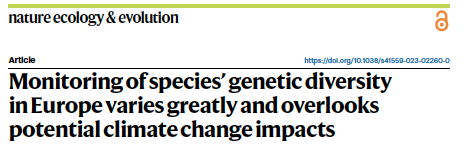 nature ecology & evolution
Article
https://doi.org/10.1038/s41559-023-02260-0
Monitoring of species’ genetic diversity
in Europe varies greatly and overlooks
potential climate change impacts